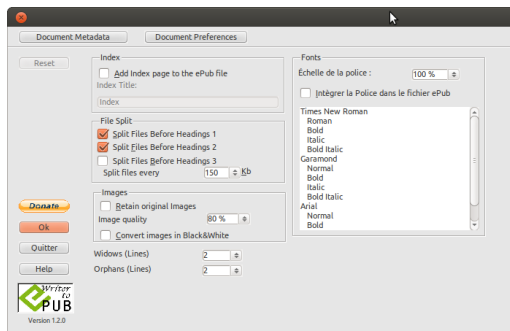 Document Metadata
Document Preferences
Reset
Index
Add Index page to the ePub file
Index Title:
Index
File Split
Split Files Before Headings 1
Split Files Before Headings 2
Split Files Before Headings 3
Split files every 150 Kb
Images
Retain original Images
Image quality 80 %
Convert images in Black&White
Widows (Lines) 2
Orphans (Lines) 2
Fonts
Échelle de la police : 100 %
Intègrer la Police dans le fichier ePub
Times New Roman
Roman
Bold
Italic
Bold Italic
Garamond
Normal
Bold
Italic
Bold Italic
Arial
Normal
Bold
Donate
Ok
Quitter
Help
Writer
to
ePUB
Version 1.2.0